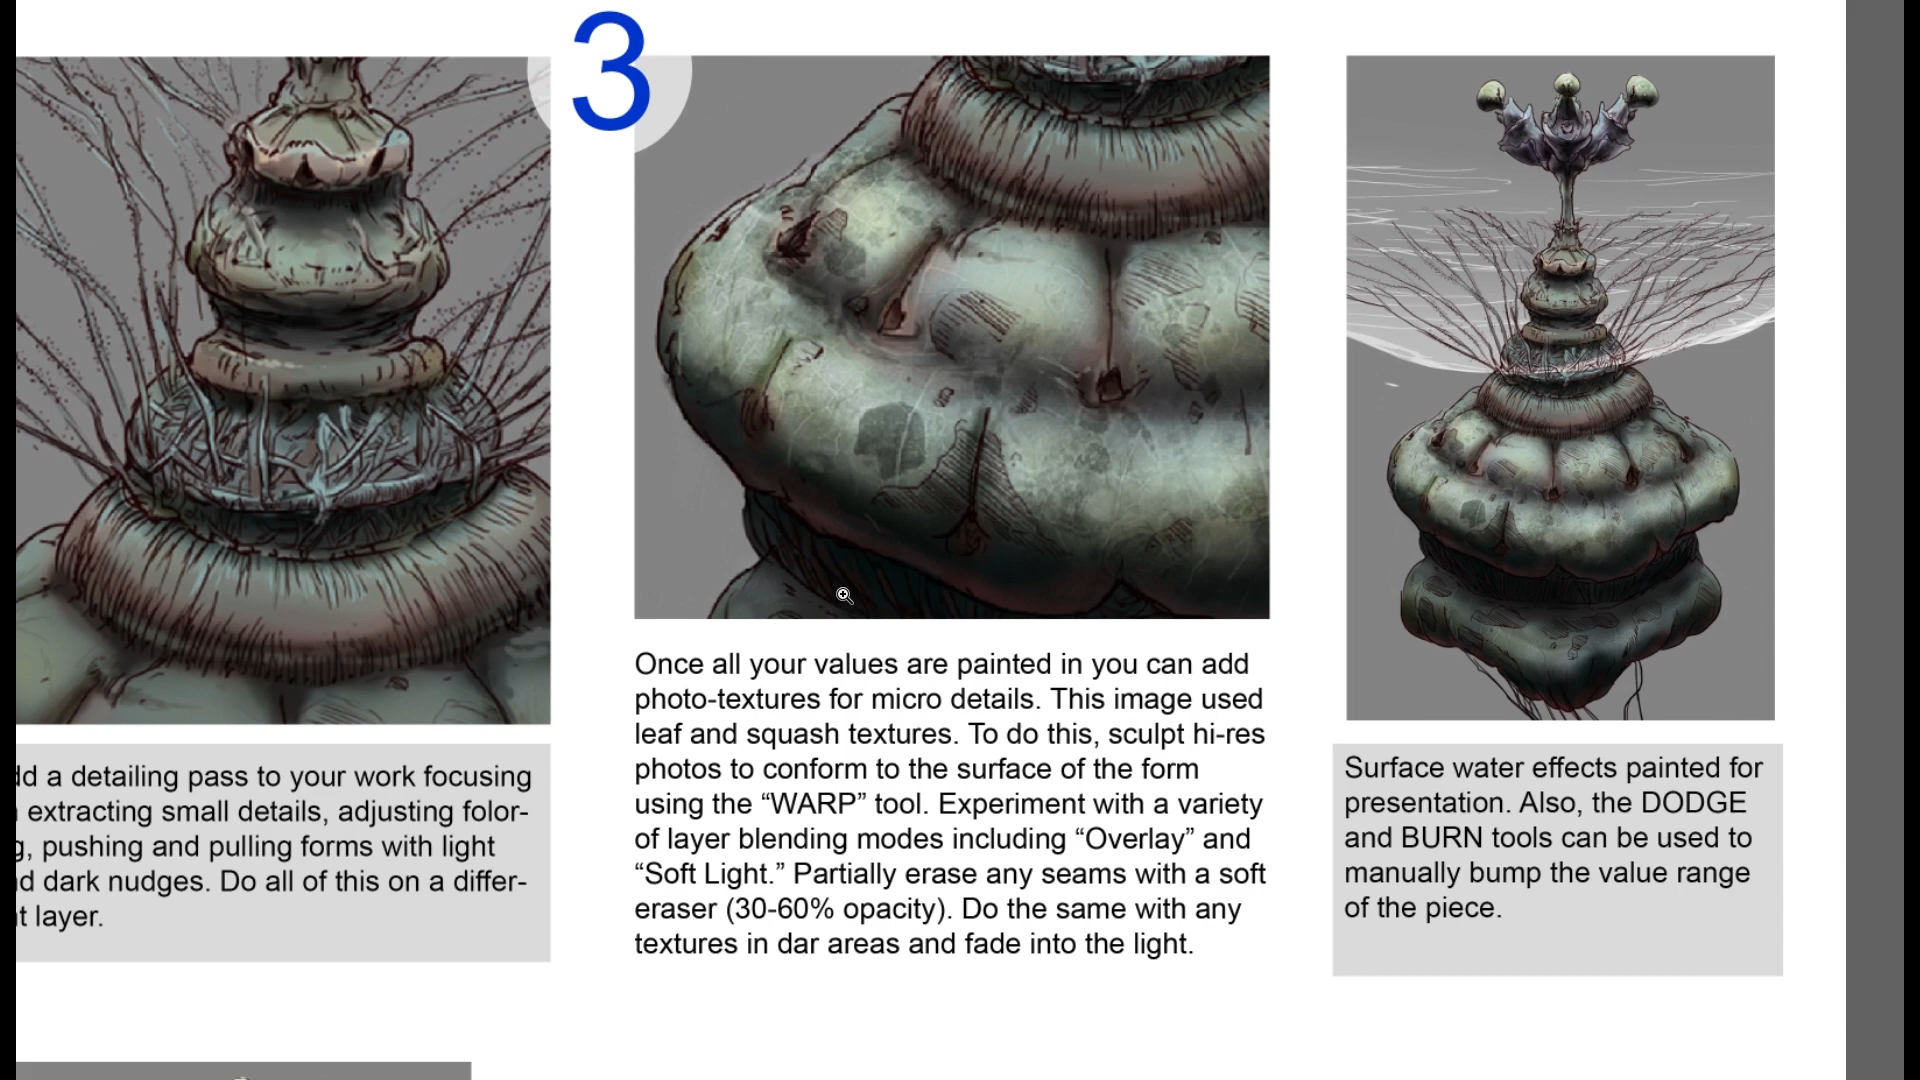 3
dd a detailing pass to your work focusing
extracting small details, adjusting folor-
g, pushing and pulling forms with light
d dark nudges. Do all of this on a differ-
t layer.
Once all your values are painted in you can add
photo-textures for micro details. This image used
leaf and squash textures. To do this, sculpt hi-res
photos to conform to the surface of the form
using the “WARP” tool. Experiment with a variety
of layer blending modes including “Overlay” and
“Soft Light.” Partially erase any seams with a soft
eraser (30-60% opacity). Do the same with any
textures in dar areas and fade into the light.
Surface water effects painted for
presentation. Also, the DODGE
and BURN tools can be used to
manually bump the value range
of the piece.